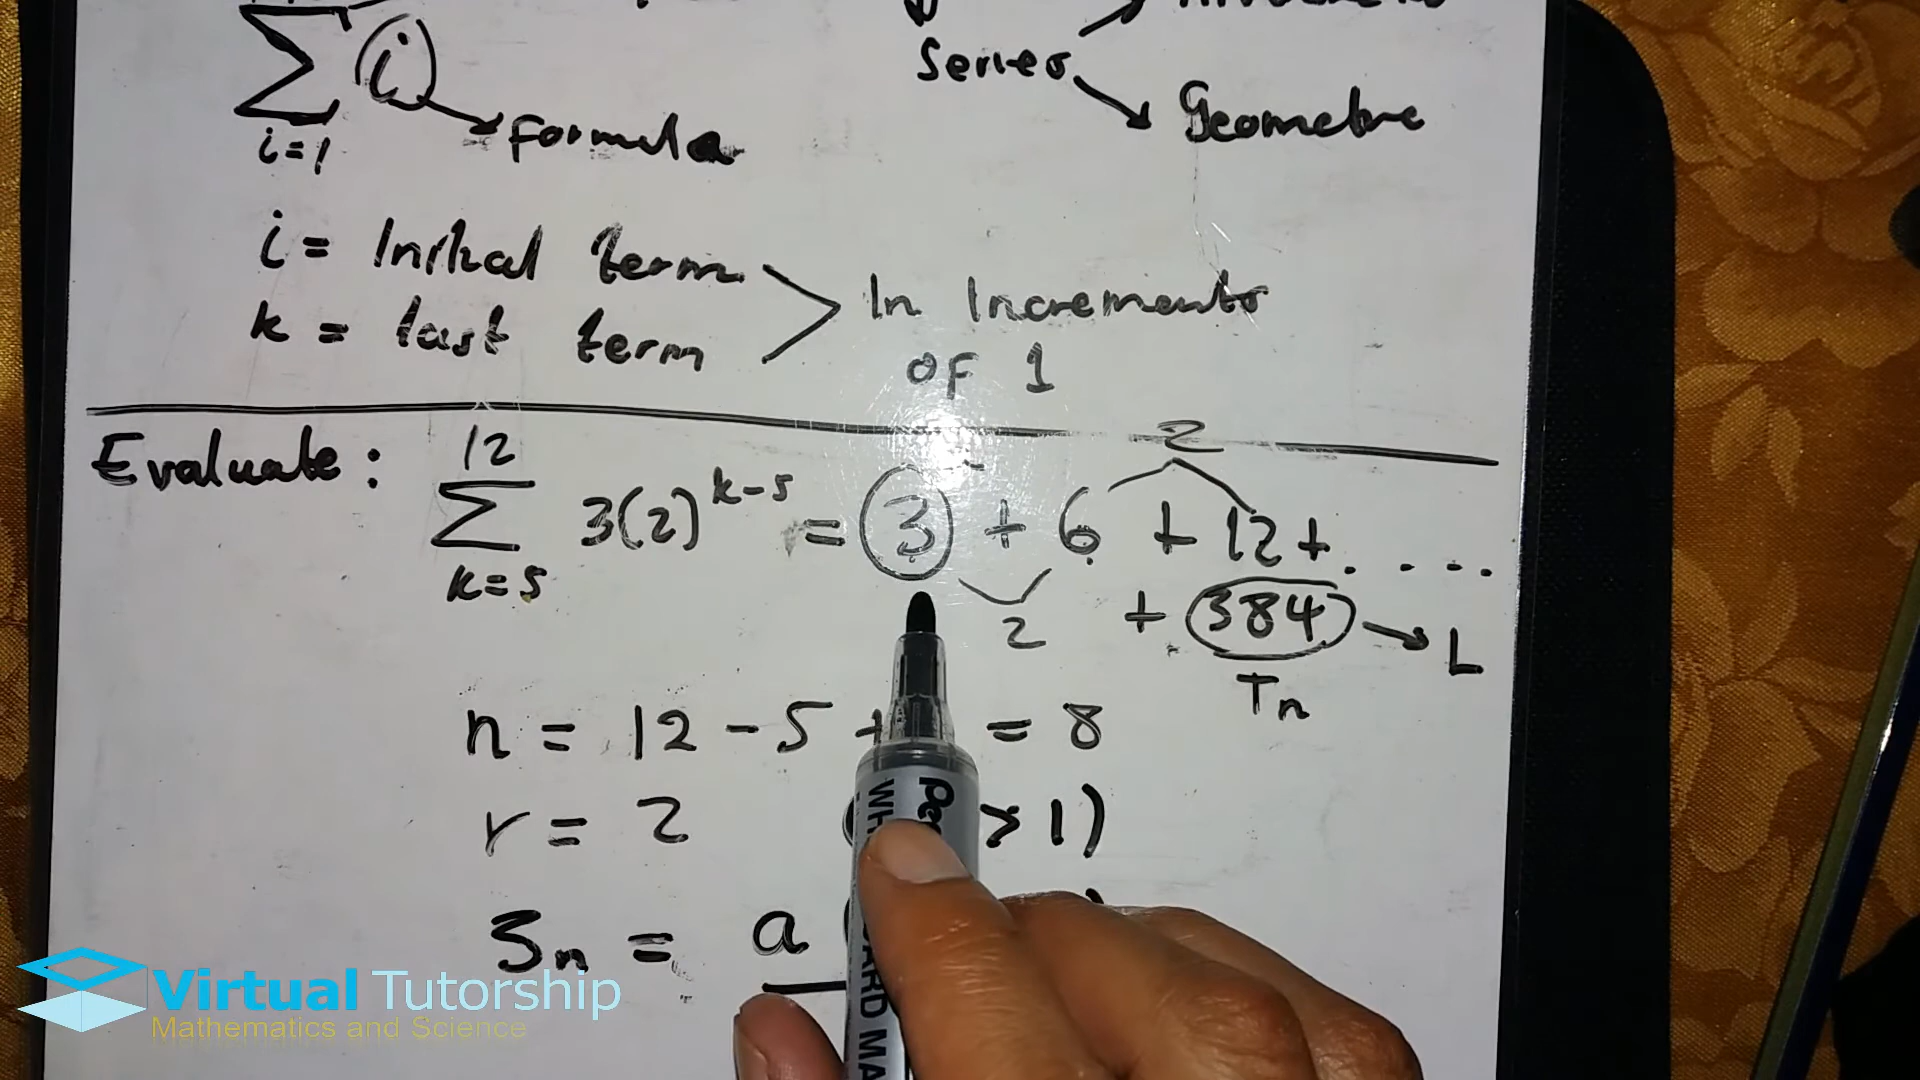 Series
Σ i → Formula
i=1
Geometric
i = Initial term
k = last term
In Increments
of 1
2
Evaluate: 12
Σ 3(2)^k-5 = 3 + 6 + 12 + . . . .
k=5
2
+ 384 → L
Tn
n = 12 - 5 + = 8
r = 2 > 1)
Sn = a
Virtual Tutorship
Mathematics and Science